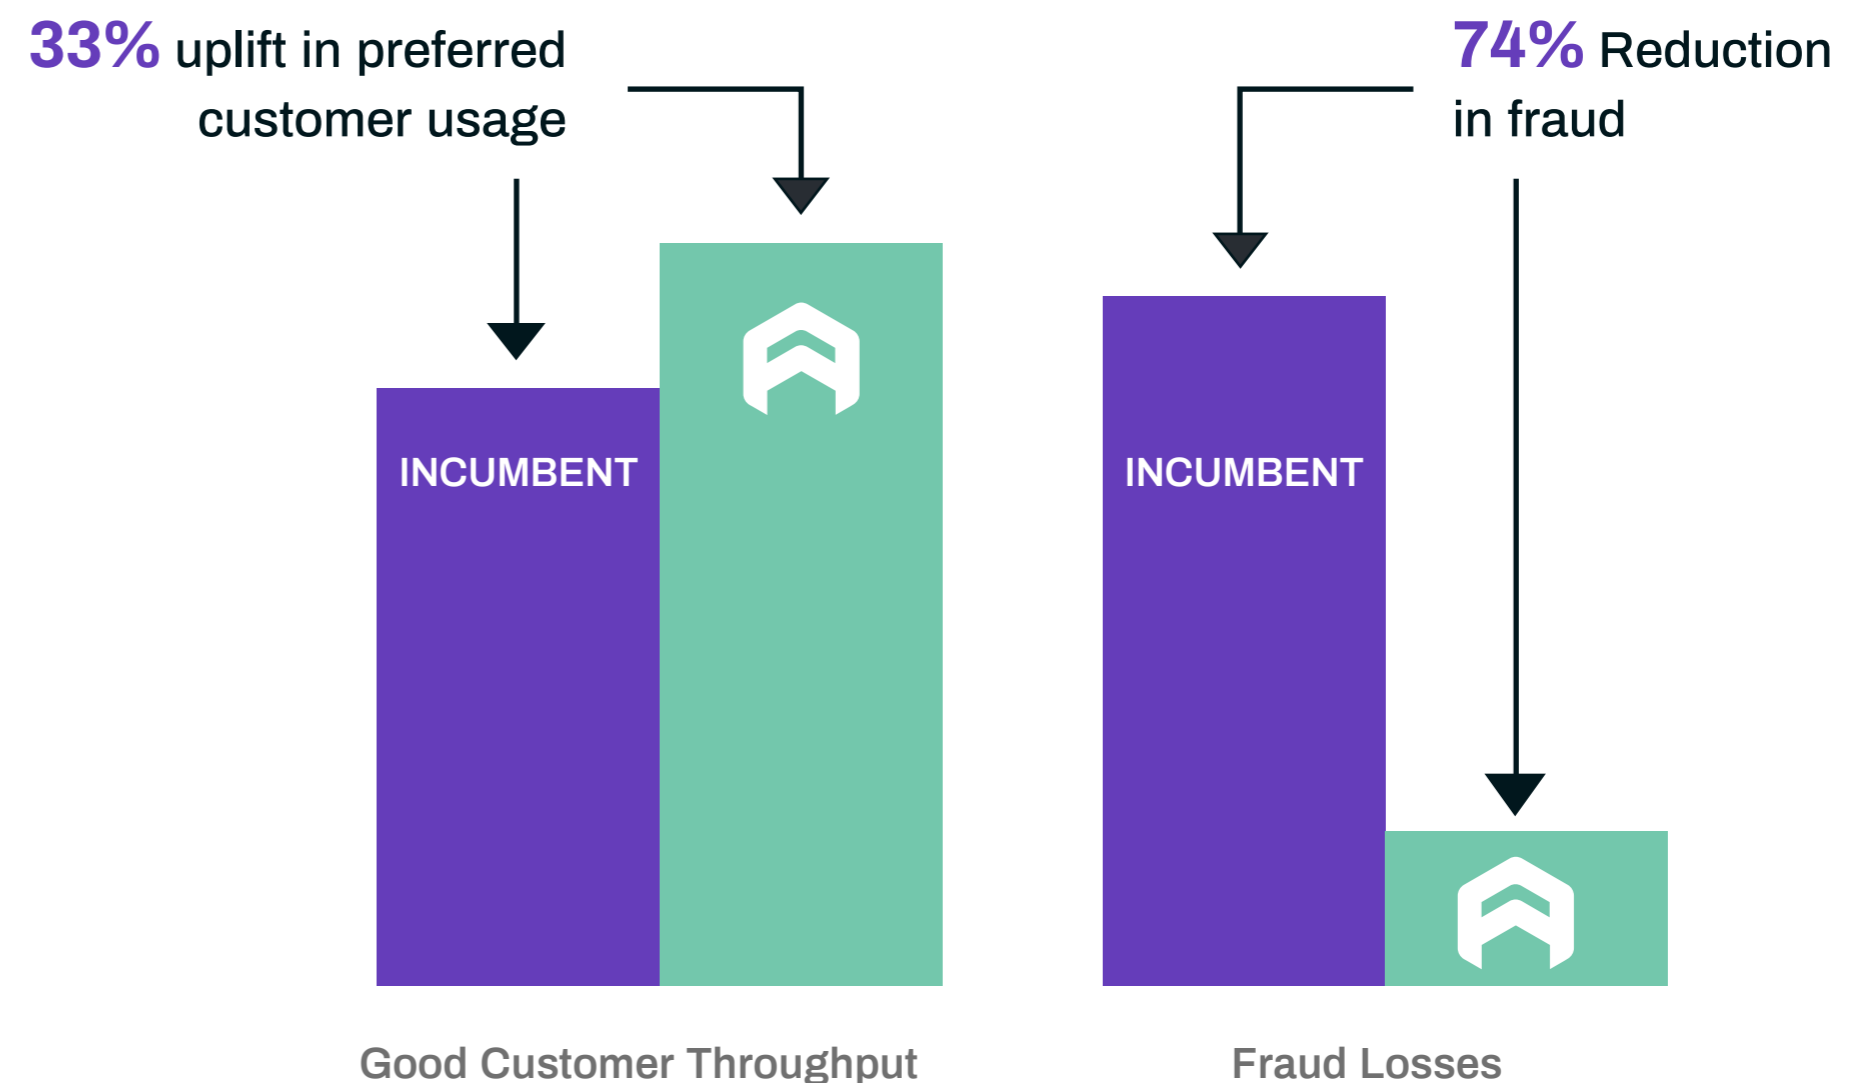 33% uplift in preferred
customer usage
74% Reduction
in fraud
INCUMBENT
INCUMBENT
Good Customer Throughput
Fraud Losses